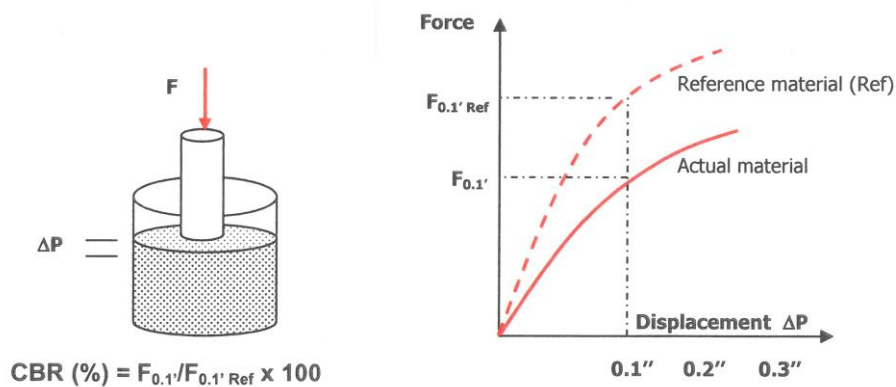 F
ΔP
CBR (%) = F0.1'/F0.1' Ref x 100
Force
F0.1' Ref
F0.1'
Reference material (Ref)
Actual material
Displacement ΔP
0.1″ 0.2″ 0.3″